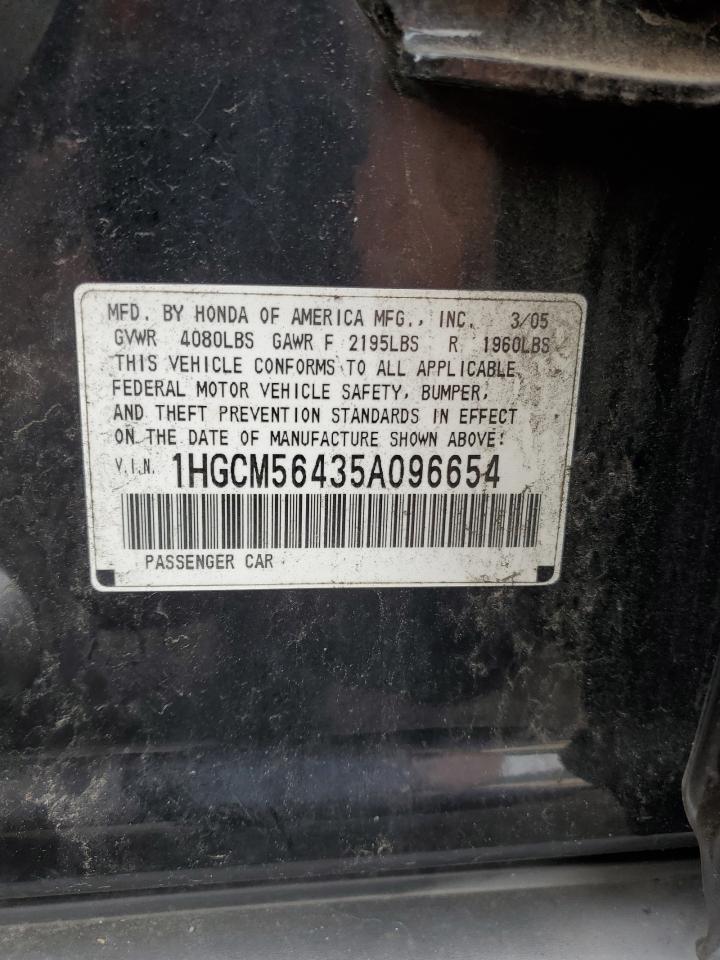 MFD. BY HONDA OF AMERICA MFG., INC. 3/05
GVWR 4080LBS GAWR F 2195LBS R 1960LBS
THIS VEHICLE CONFORMS TO ALL APPLICABLE
FEDERAL MOTOR VEHICLE SAFETY, BUMPER,
AND THEFT PREVENTION STANDARDS IN EFFECT
ON THE DATE OF MANUFACTURE SHOWN ABOVE.
V.I.N. 1HGCM56435A096654
PASSENGER CAR